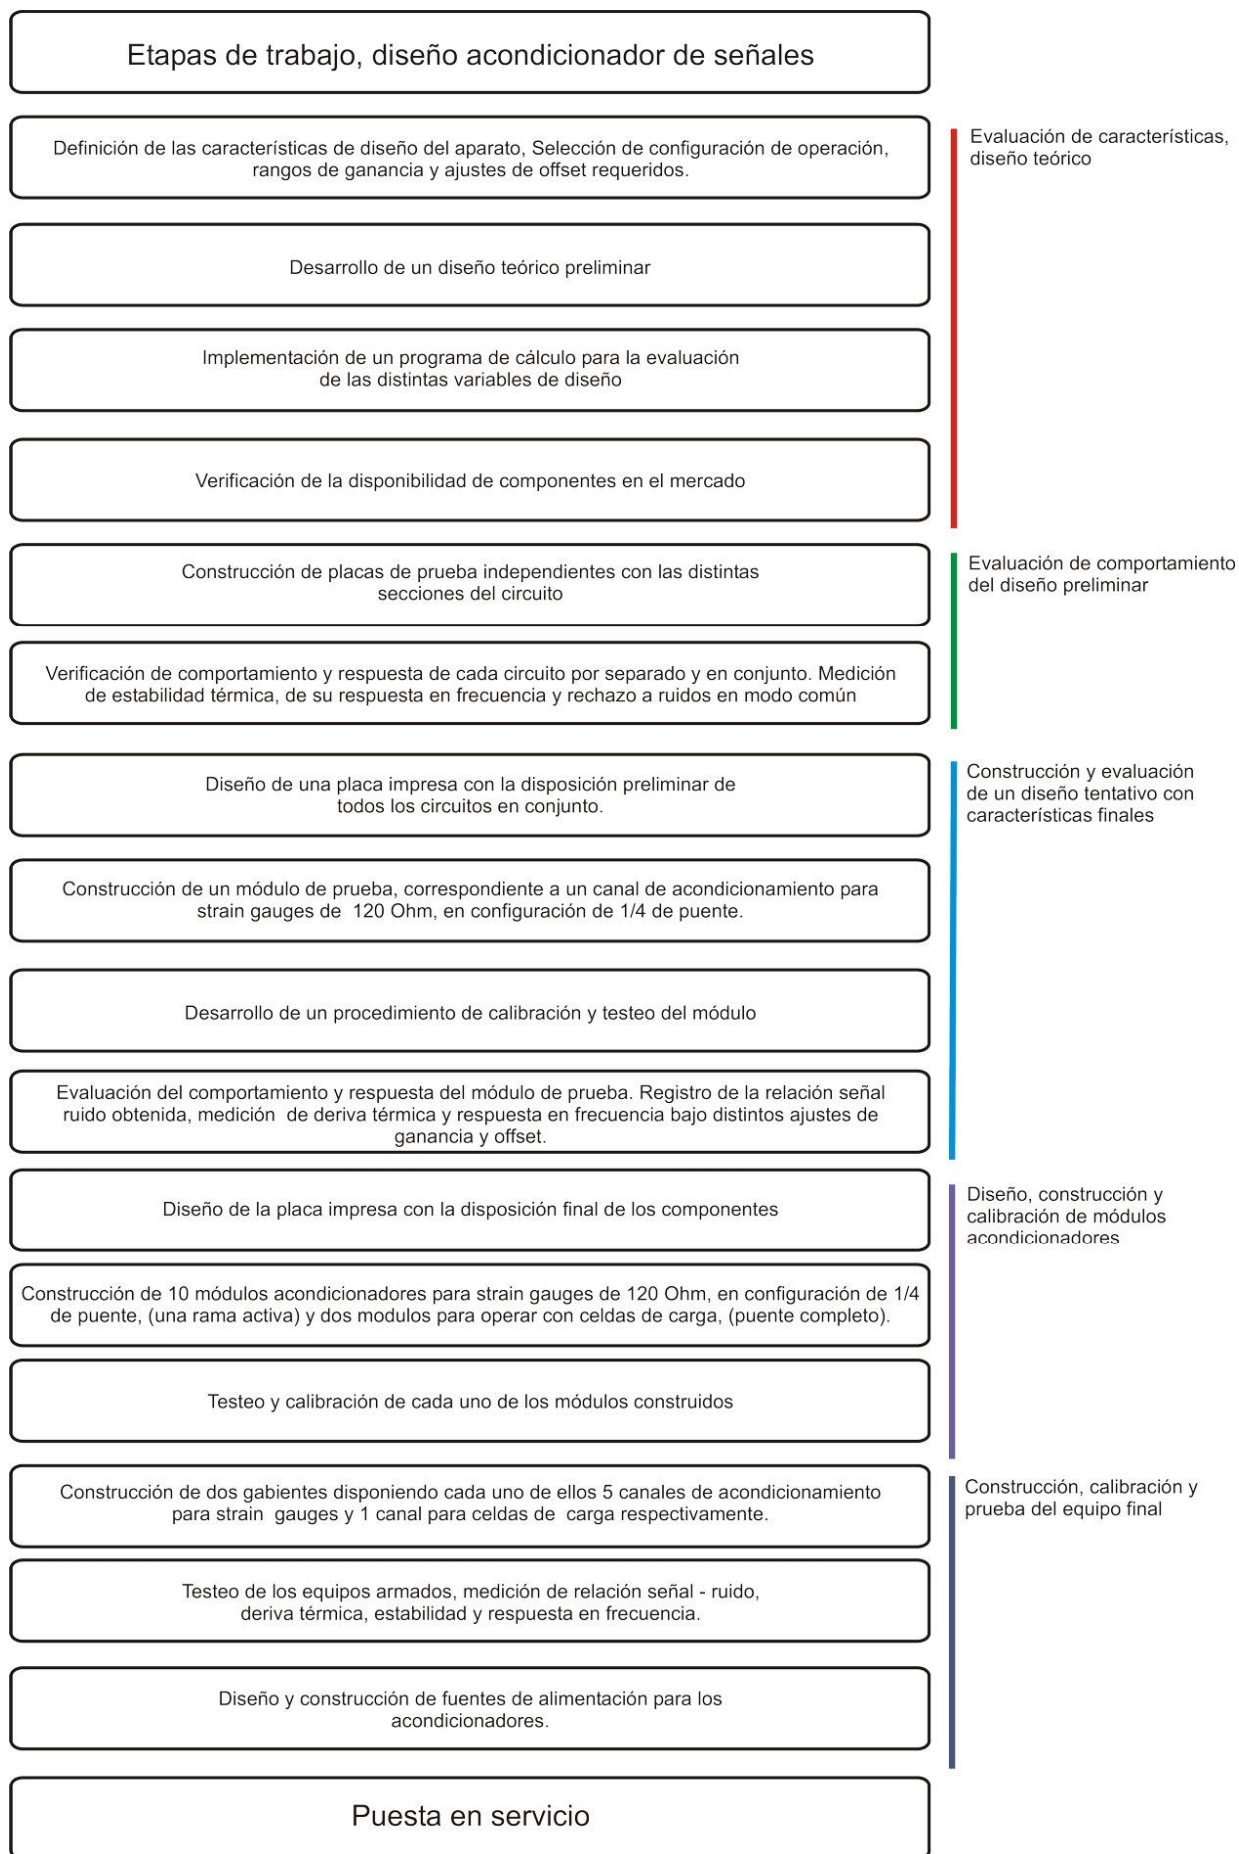 Etapas de trabajo, diseño acondicionador de señales
Definición de las características de diseño del aparato, Selección de configuración de operación,
rangos de ganancia y ajustes de offset requeridos.
Evaluación de características,
diseño teórico
Desarrollo de un diseño teórico preliminar
Implementación de un programa de cálculo para la evaluación
de las distintas variables de diseño
Verificación de la disponibilidad de componentes en el mercado
Construcción de placas de prueba independientes con las distintas
secciones del circuito
Evaluación de comportamiento
del diseño preliminar
Verificación de comportamiento y respuesta de cada circuito por separado y en conjunto. Medición
de estabilidad térmica, de su respuesta en frecuencia y rechazo a ruidos en modo común
Diseño de una placa impresa con la disposición preliminar de
todos los circuitos en conjunto.
Construcción y evaluación
de un diseño tentativo con
características finales
Construcción de un módulo de prueba, correspondiente a un canal de acondicionamiento para
strain gauges de 120 Ohm, en configuración de 1/4 de puente.
Desarrollo de un procedimiento de calibración y testeo del módulo
Evaluación del comportamiento y respuesta del módulo de prueba. Registro de la relación señal
ruido obtenida, medición de deriva térmica y respuesta en frecuencia bajo distintos ajustes de
ganancia y offset.
Diseño de la placa impresa con la disposición final de los componentes
Diseño, construcción y
calibración de módulos
acondicionadores
Construcción de 10 módulos acondicionadores para strain gauges de 120 Ohm, en configuración de 1/4
de puente, (una rama activa) y dos modulos para operar con celdas de carga, (puente completo).
Testeo y calibración de cada uno de los módulos construidos
Construcción de dos gabientes disponiendo cada uno de ellos 5 canales de acondicionamiento
para strain gauges y 1 canal para celdas de carga respectivamente.
Construcción, calibración y
prueba del equipo final
Testeo de los equipos armados, medición de relación señal - ruido,
deriva térmica, estabilidad y respuesta en frecuencia.
Diseño y construcción de fuentes de alimentación para los
acondicionadores.
Puesta en servicio